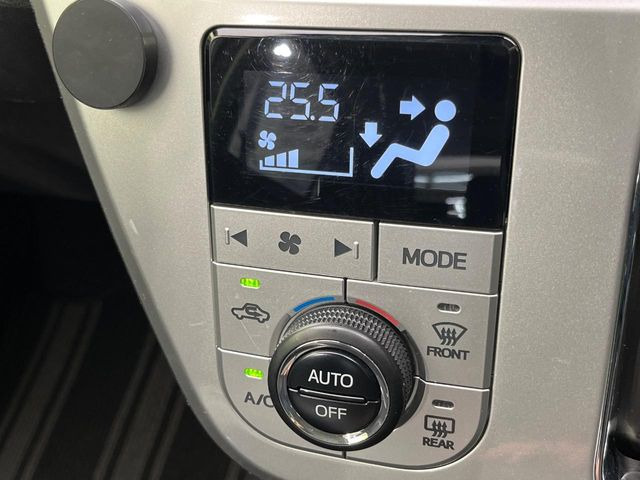 25.5
MODE
FRONT
A/C
AUTO
OFF
REAR